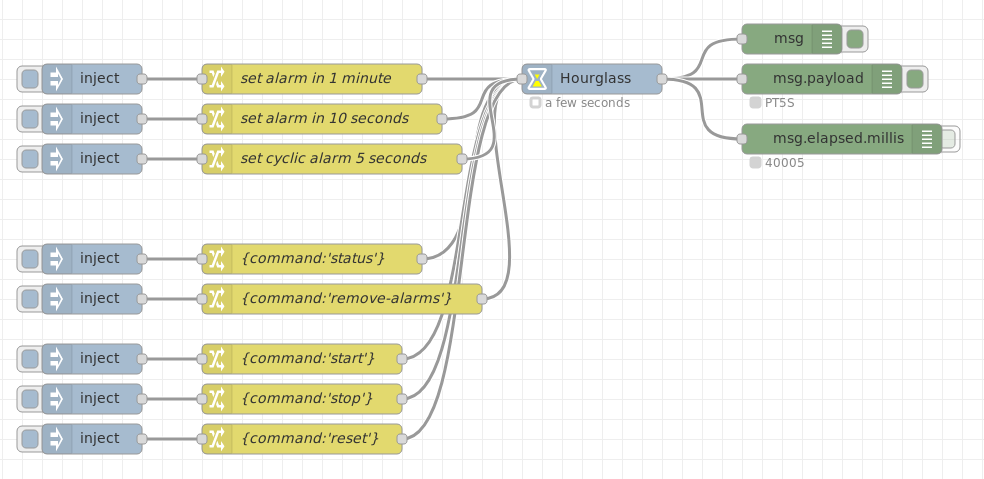 msg
inject
set alarm in 1 minute
Hourglass
msg.payload
a few seconds
PT5S
inject
set alarm in 10 seconds
msg.elapsed.millis
40005
inject
set cyclic alarm 5 seconds
inject
{command:'status'}
inject
{command:'remove-alarms'}
inject
{command:'start'}
inject
{command:'stop'}
inject
{command:'reset'}